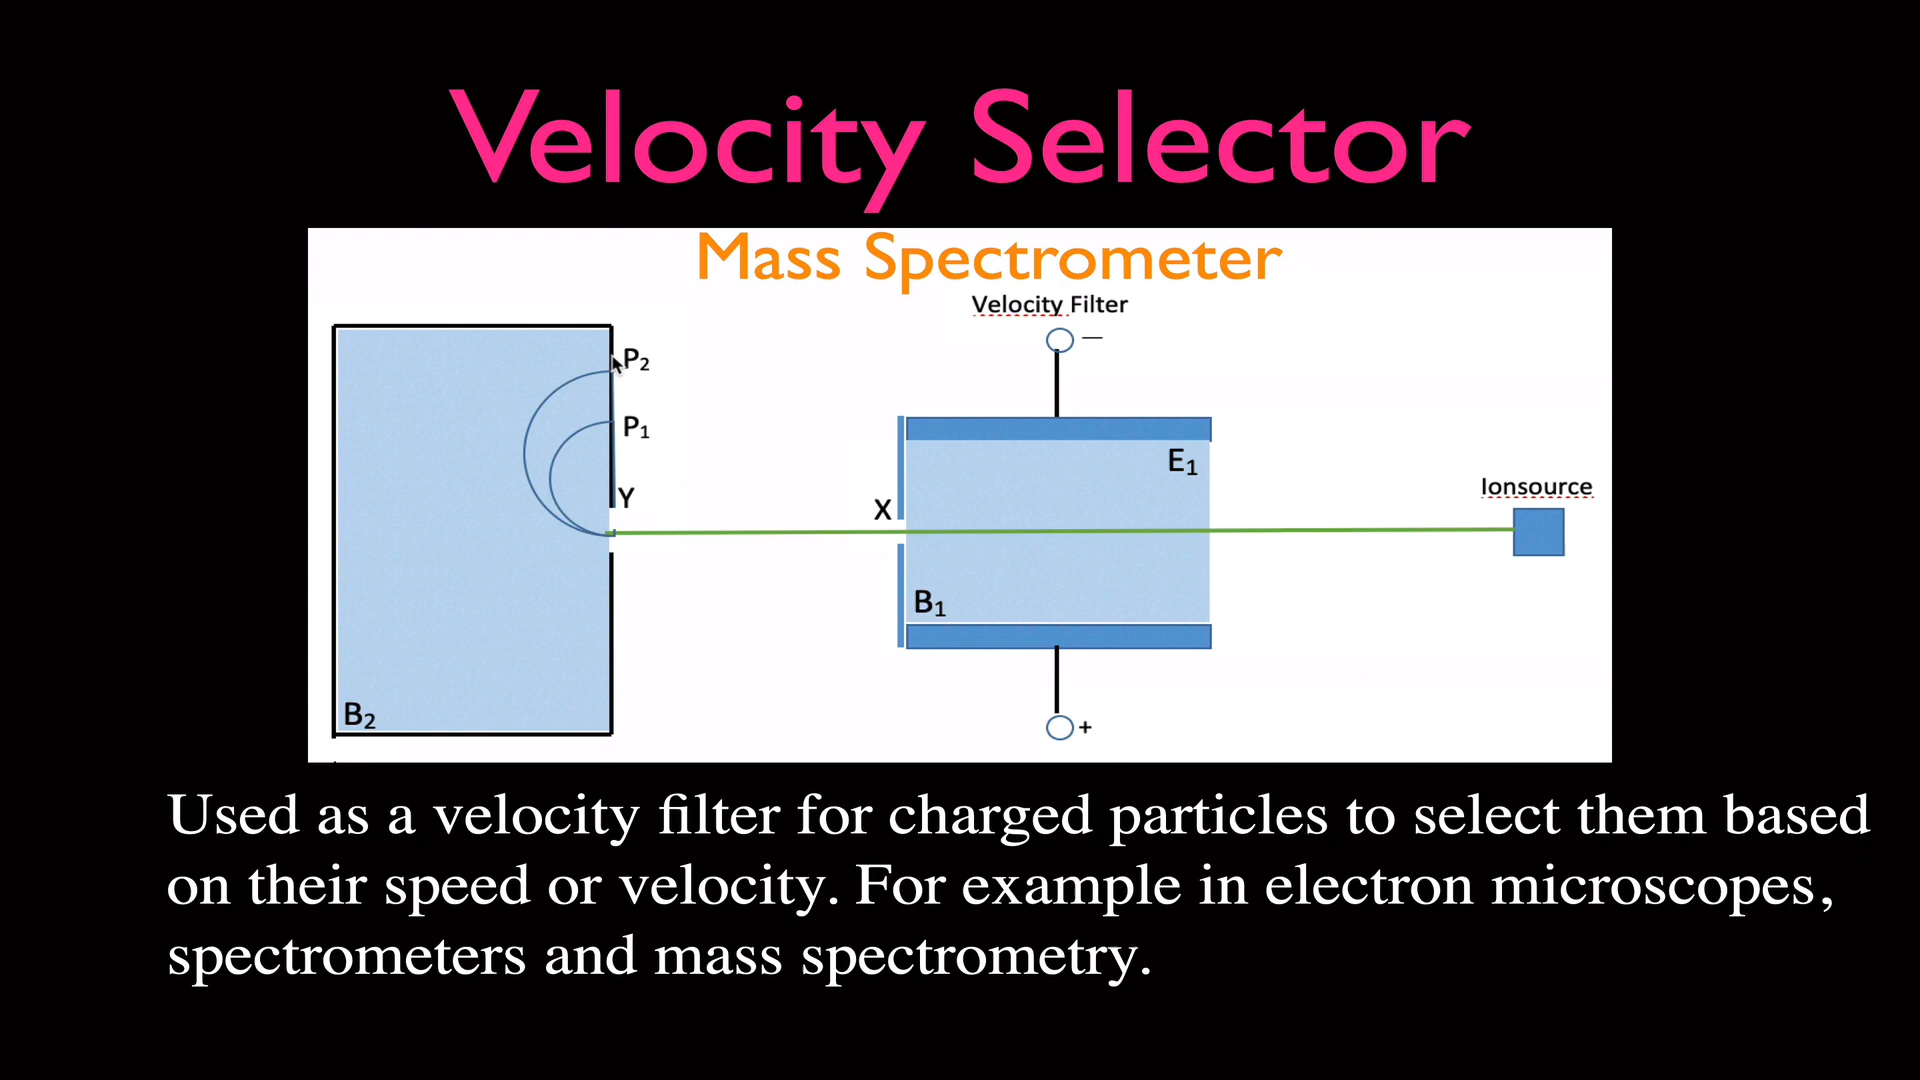 Velocity Selector
Mass Spectrometer
Velocity Filter
—
P₂
P₁
E₁
Y
X
Ionsource
B₁
B₂
+
Used as a velocity filter for charged particles to select them based
on their speed or velocity. For example in electron microscopes,
spectrometers and mass spectrometry.